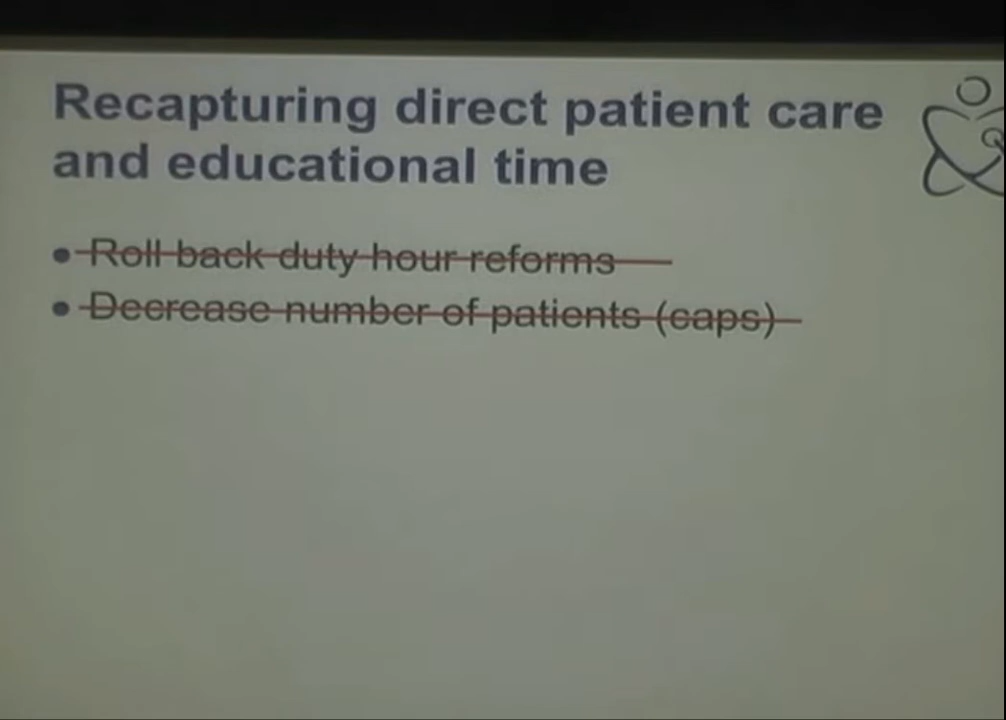 Recapturing direct patient care
and educational time
• Roll back duty hour reforms
• Decrease number of patients (caps)